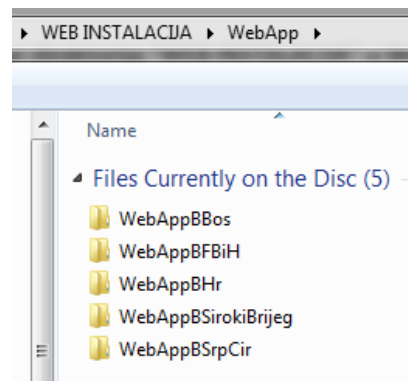 WEB INSTALACIJA ▸ WebApp ▸
Name
Files Currently on the Disc (5)
WebAppBBos
WebAppBFBiH
WebAppBHr
WebAppBSirokiBrijeg
WebAppBSrpCir